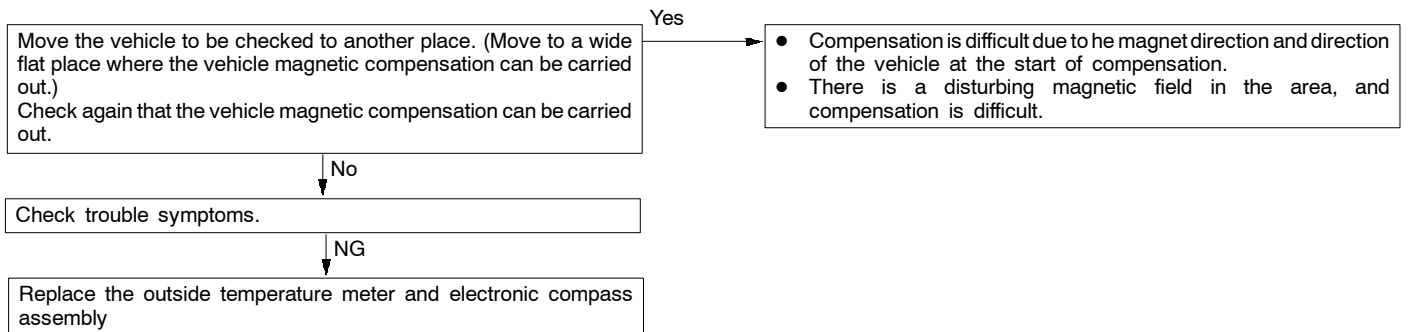 Yes
Move the vehicle to be checked to another place. (Move to a wide
flat place where the vehicle magnetic compensation can be carried
out.)
Check again that the vehicle magnetic compensation can be carried
out.
● Compensation is difficult due to he magnet direction and direction
of the vehicle at the start of compensation.
● There is a disturbing magnetic field in the area, and
compensation is difficult.
No
Check trouble symptoms.
NG
Replace the outside temperature meter and electronic compass
assembly